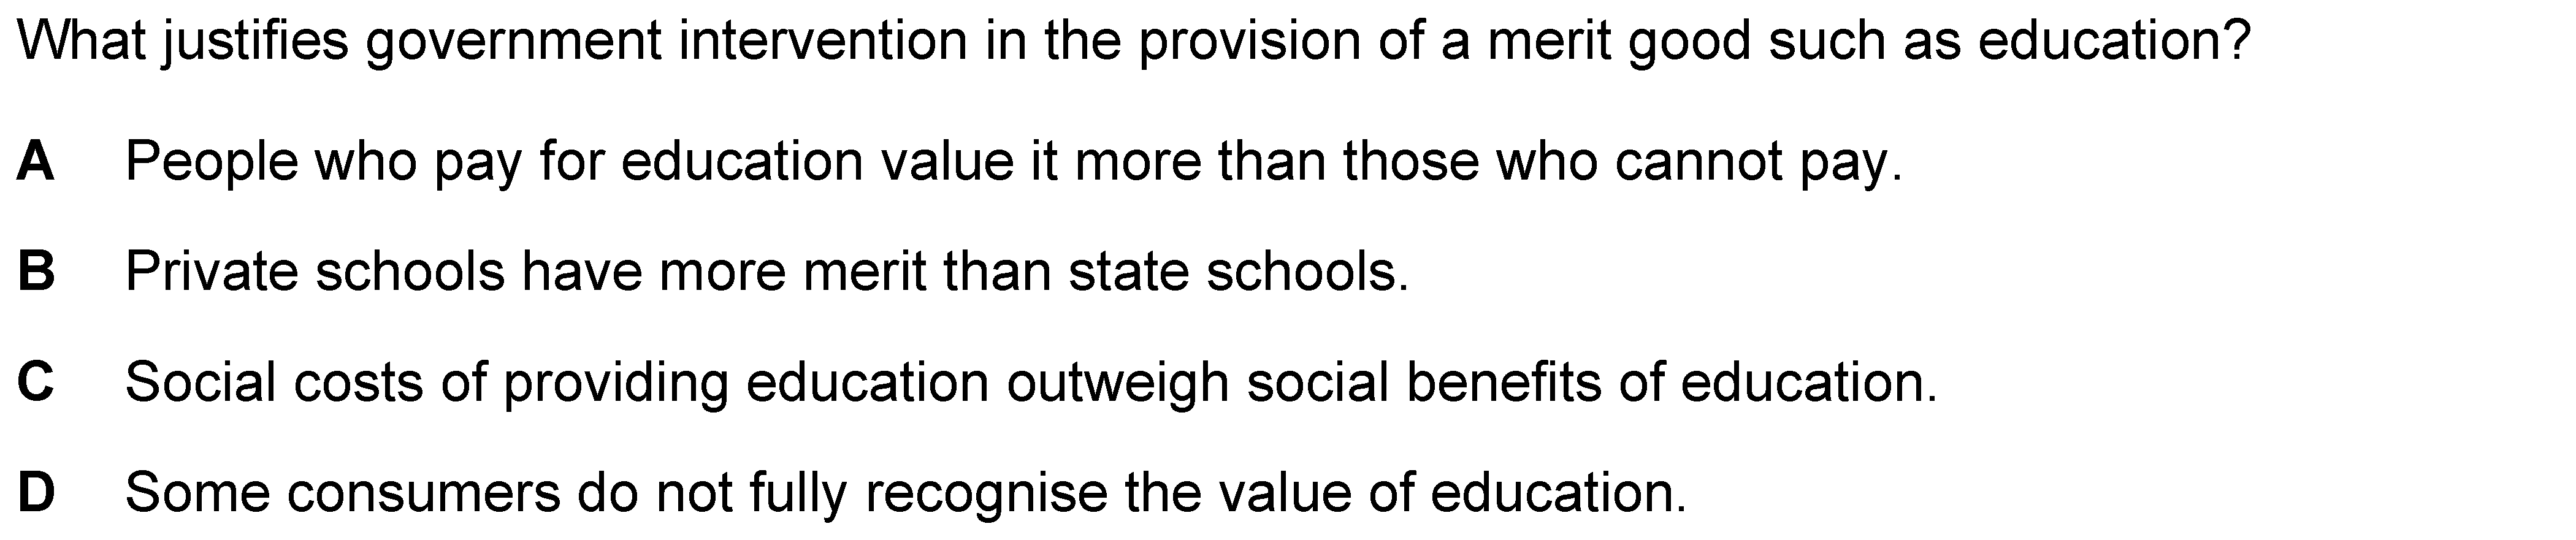 What justifies government intervention in the provision of a merit good such as education?
A People who pay for education value it more than those who cannot pay.
B Private schools have more merit than state schools.
C Social costs of providing education outweigh social benefits of education.
D Some consumers do not fully recognise the value of education.